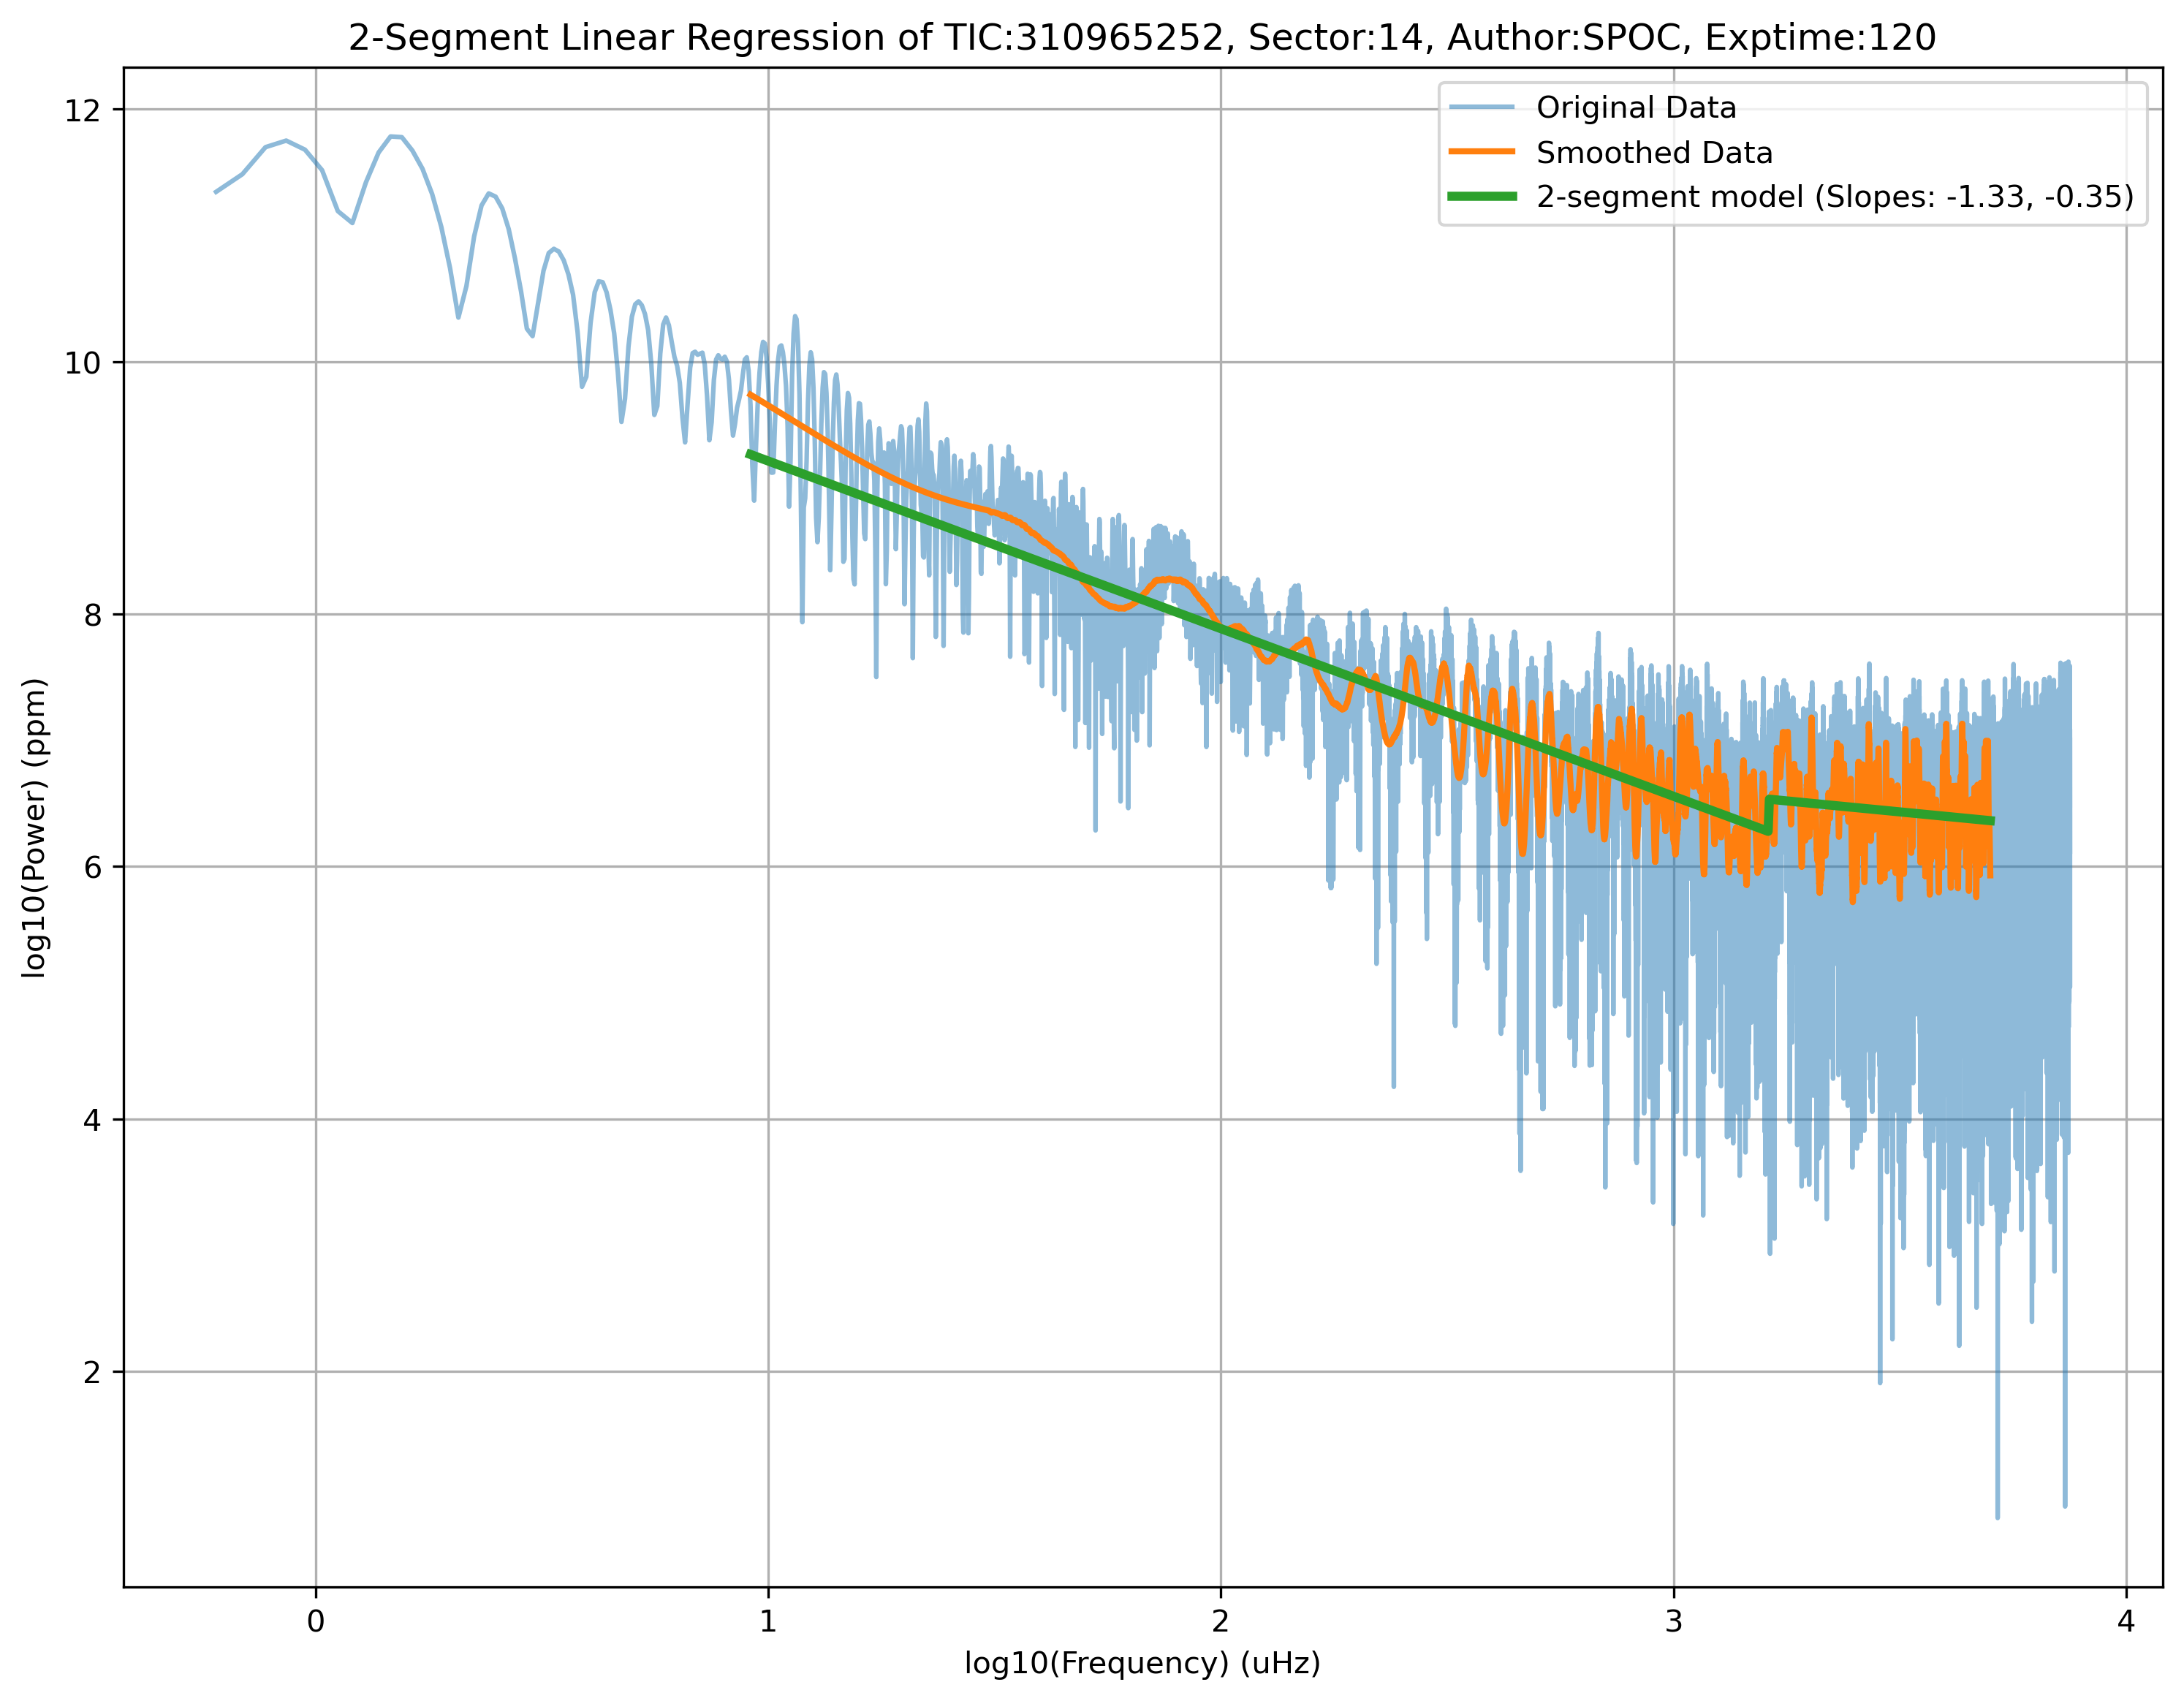 2-Segment Linear Regression of TIC:310965252, Sector:14, Author:SPOC, Exptime:120
Original Data
Smoothed Data
2-segment model (Slopes: -1.33, -0.35)
log10(Power) (ppm)
12
10
8
6
4
2
0 1 2 3 4
log10(Frequency) (uHz)